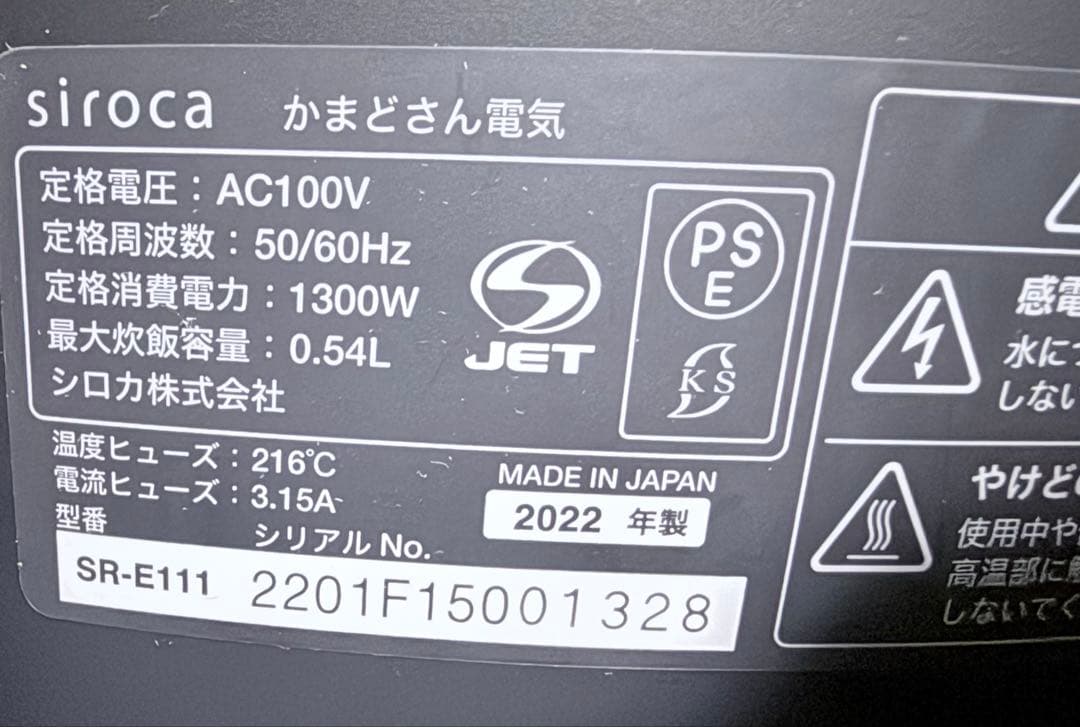 siroca かまどさん電気
定格電圧：AC100V
定格周波数：50/60Hz
定格消費電力：1300W
最大炊飯容量：0.54L
シロカ株式会社
JET
PS
E
KS
温度ヒューズ：216℃
電流ヒューズ：3.15A
MADE IN JAPAN
2022 年製
型番 シリアル No.
SR-E111 2201F15001328
感電
水に
しない
やけど
使用中や
高温部に触
しないでく